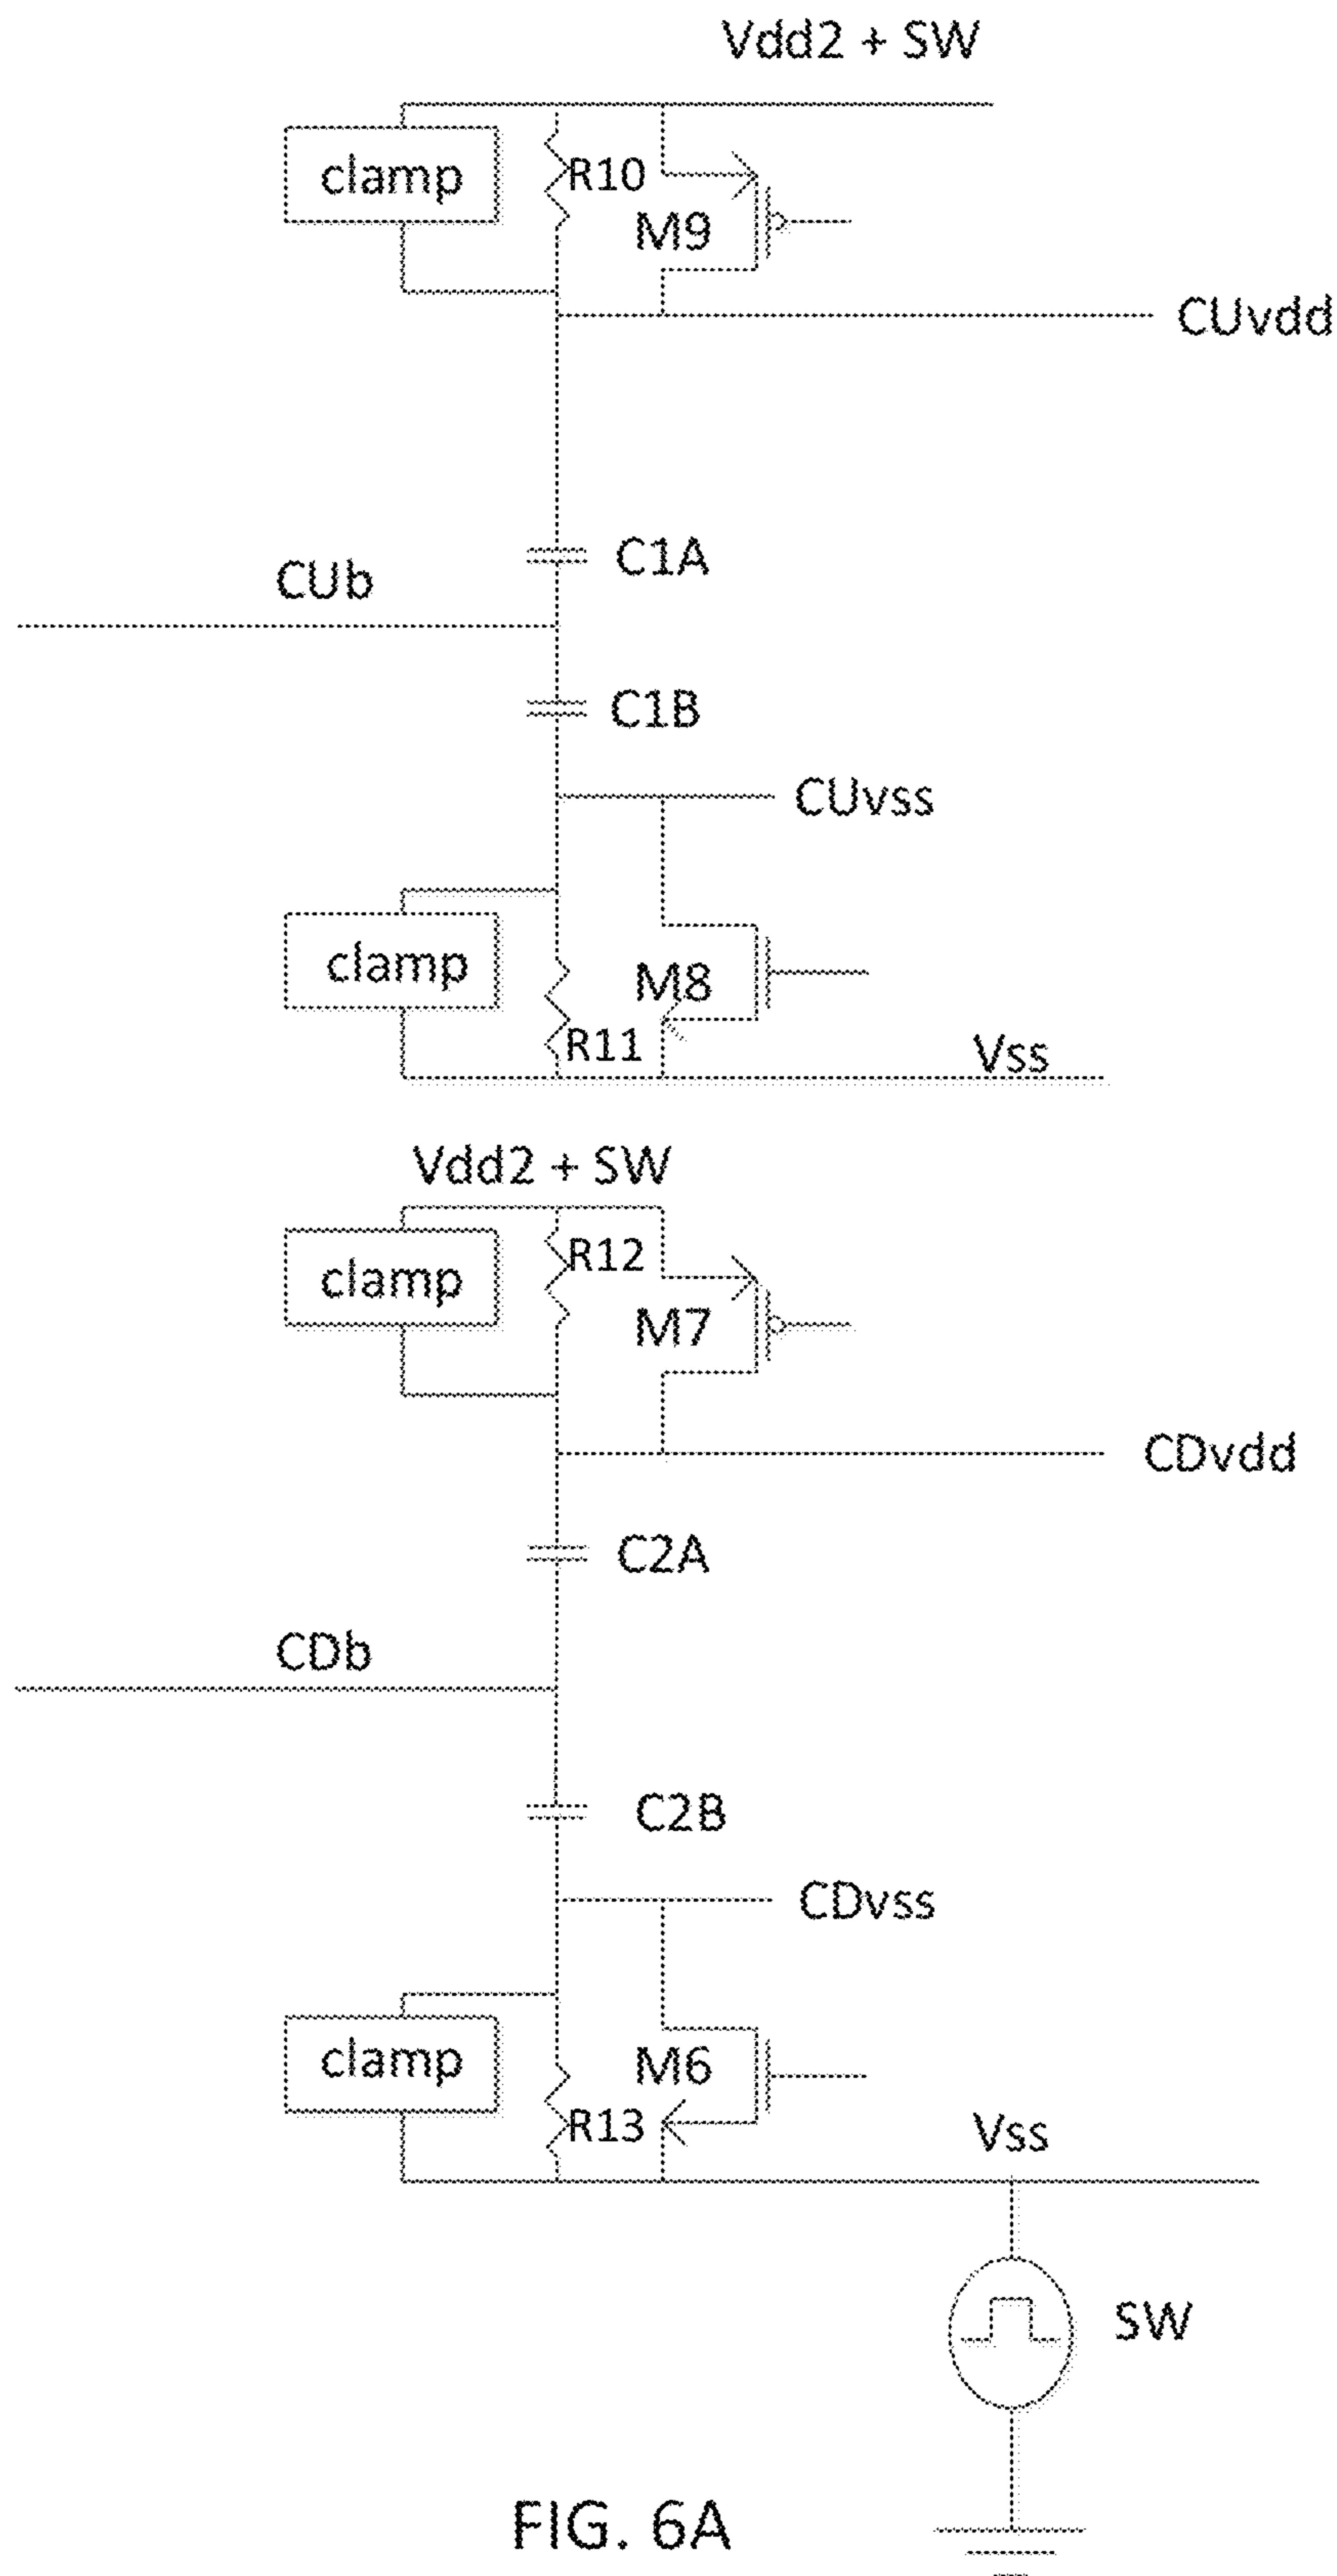 Vdd2 + SW
clamp
R10
M9
CUvdd
C1A
CUb
C1B
CUvss
clamp
M8
R11
Vss
Vdd2 + SW
R12
clamp
M7
CDvdd
C2A
CDb
C2B
CDvss
clamp
M6
R13
Vss
SW
FIG. 6A